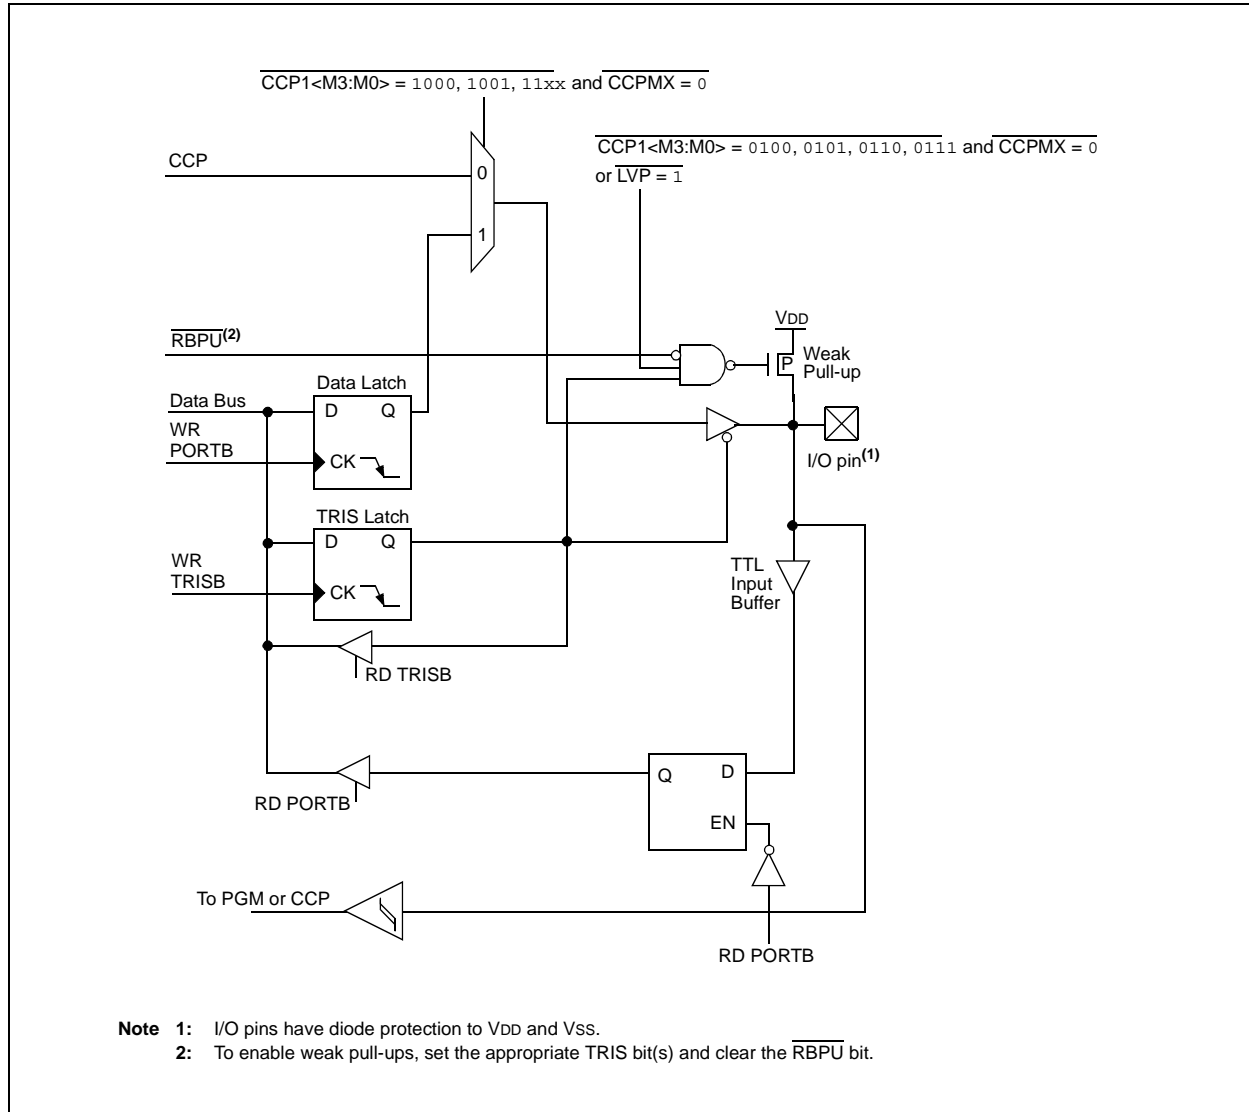 CCP1<M3:M0> = 1000, 1001, 11xx and CCPMX = 0
CCP1<M3:M0> = 0100, 0101, 0110, 0111 and CCPMX = 0
or LVP = 1
CCP
0
1
VDD
RBPU(2)
P
Weak
Pull-up
Data Latch
Data Bus
D Q
WR
PORTB
CK
I/O pin(1)
TRIS Latch
D Q
WR
TRISB
CK
TTL
Input
Buffer
RD TRISB
Q D
RD PORTB
EN
To PGM or CCP
RD PORTB
Note 1: I/O pins have diode protection to VDD and VSS.
2: To enable weak pull-ups, set the appropriate TRIS bit(s) and clear the RBPU bit.